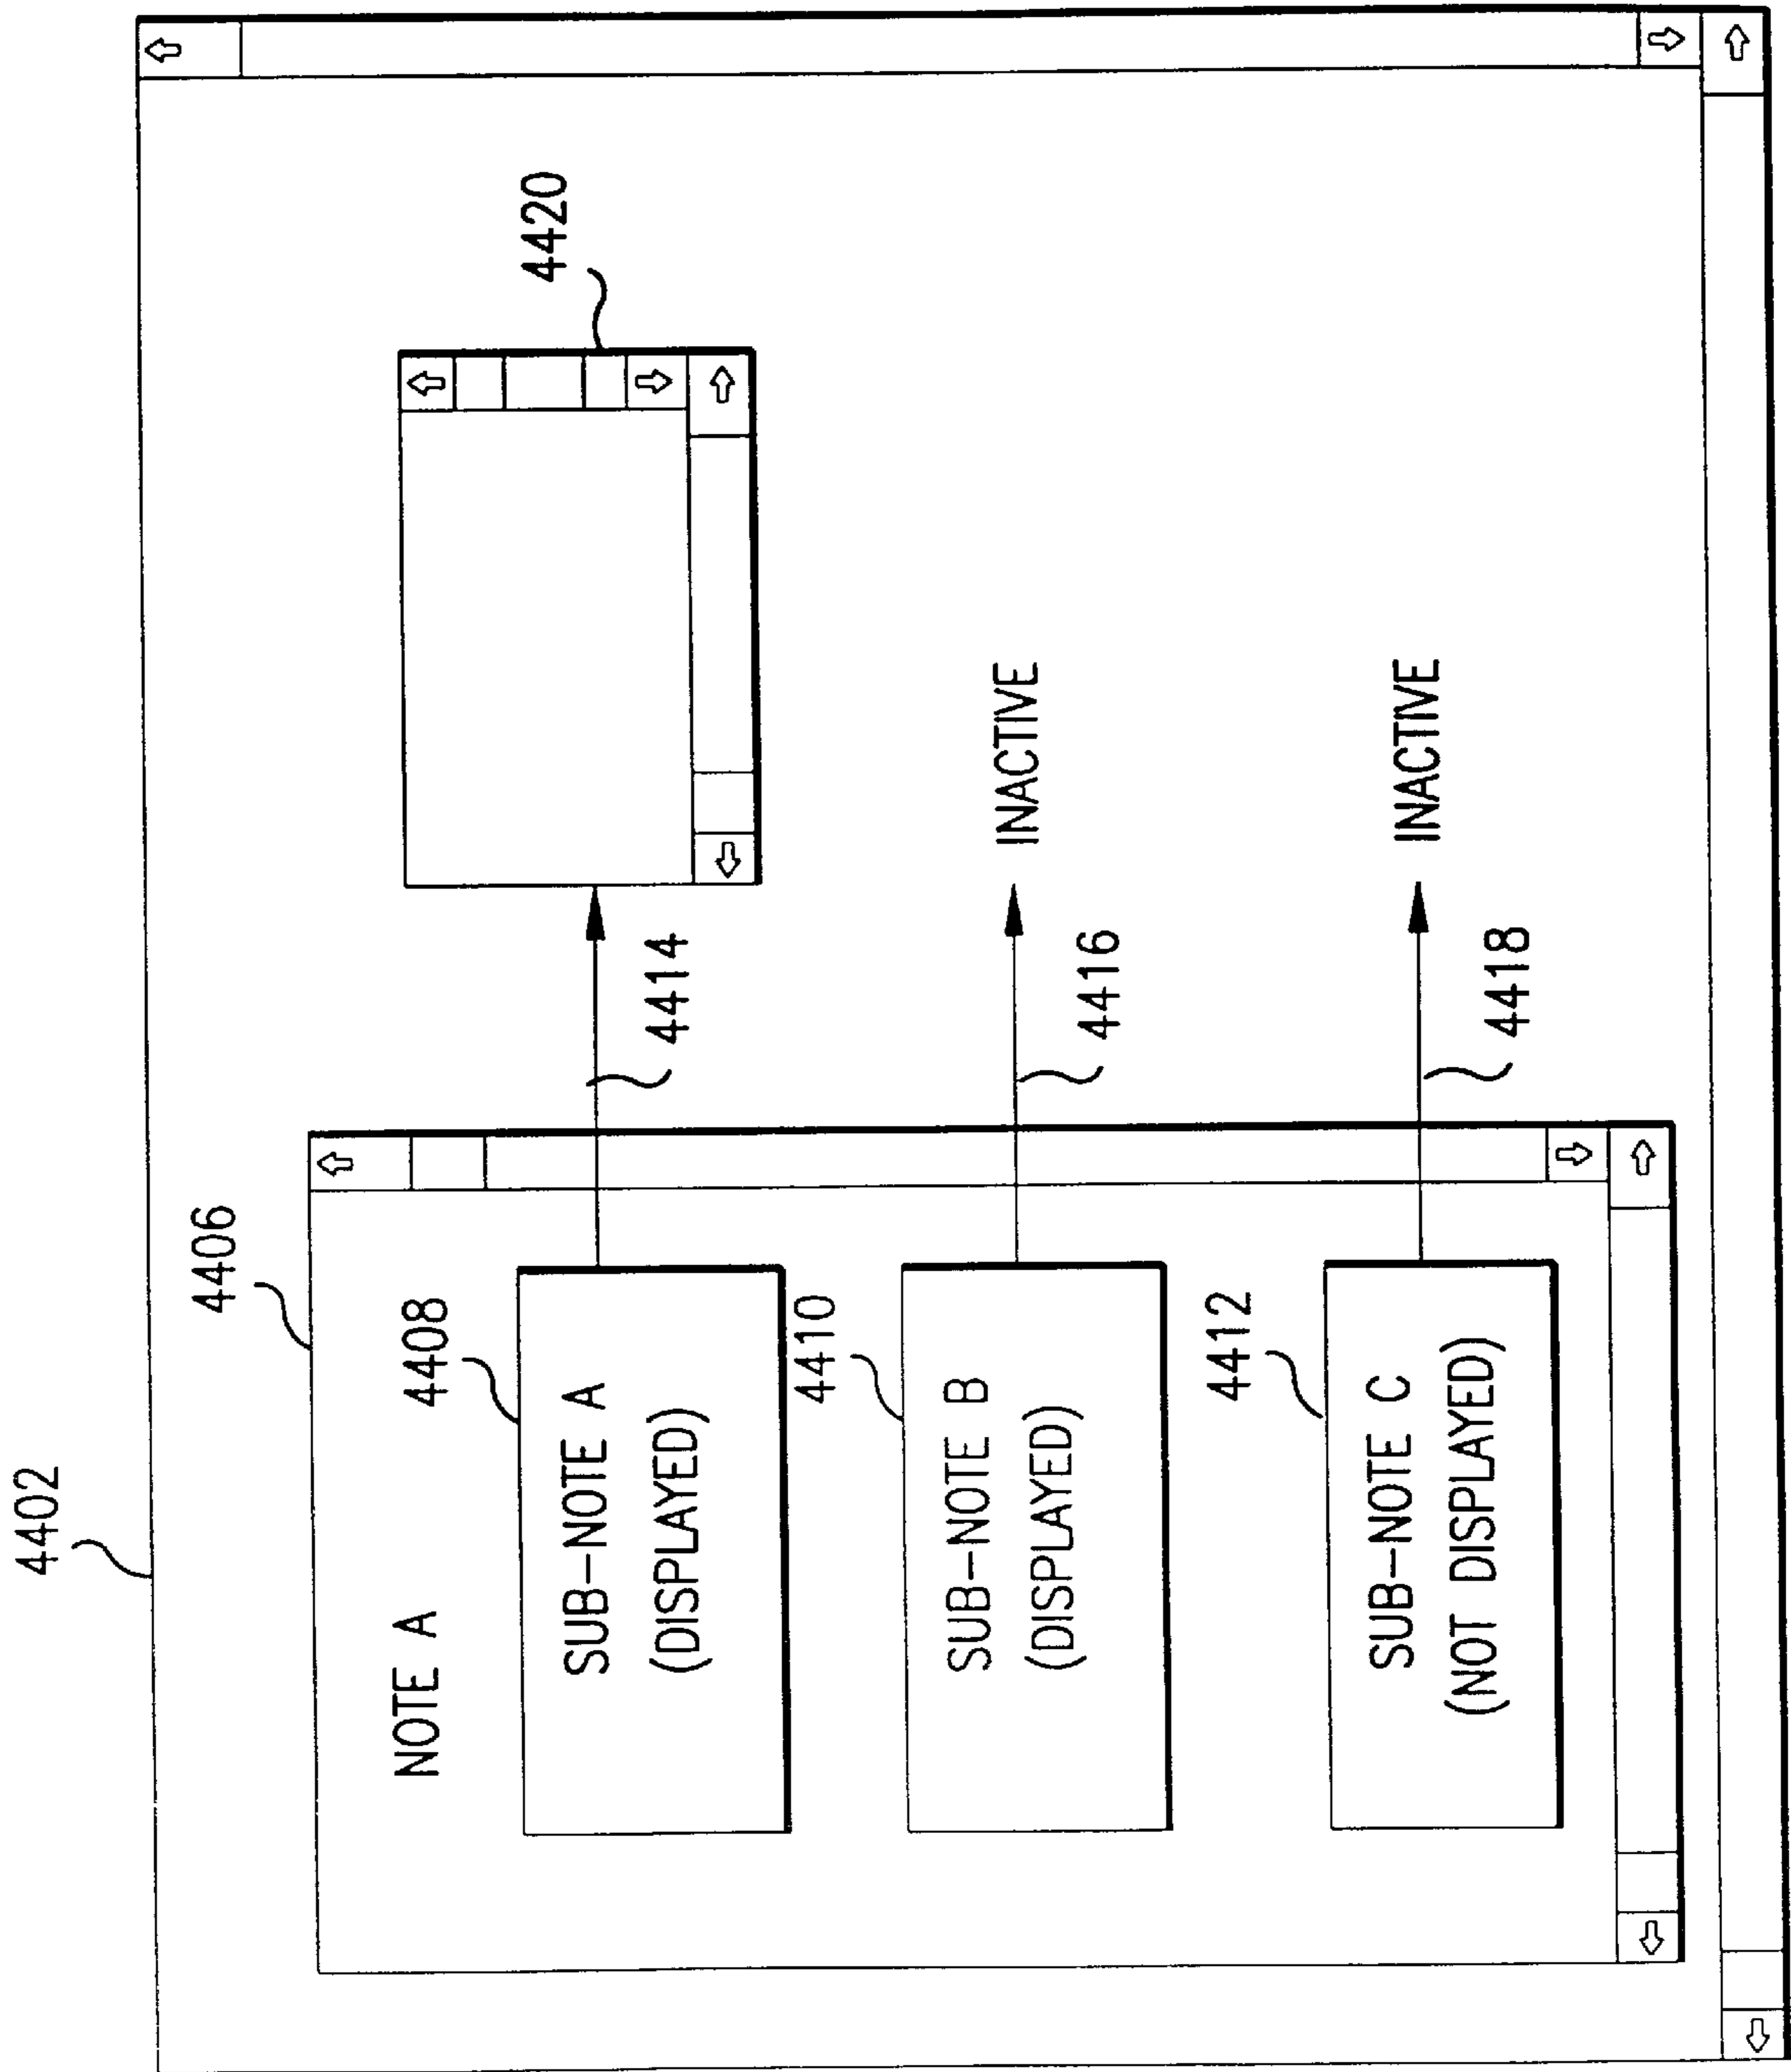 4402
4406
NOTE A
4408
SUB-NOTE A
(DISPLAYED)
4414
4420
4410
SUB-NOTE B
(DISPLAYED)
INACTIVE
4416
4412
SUB-NOTE C
(NOT DISPLAYED)
INACTIVE
4418